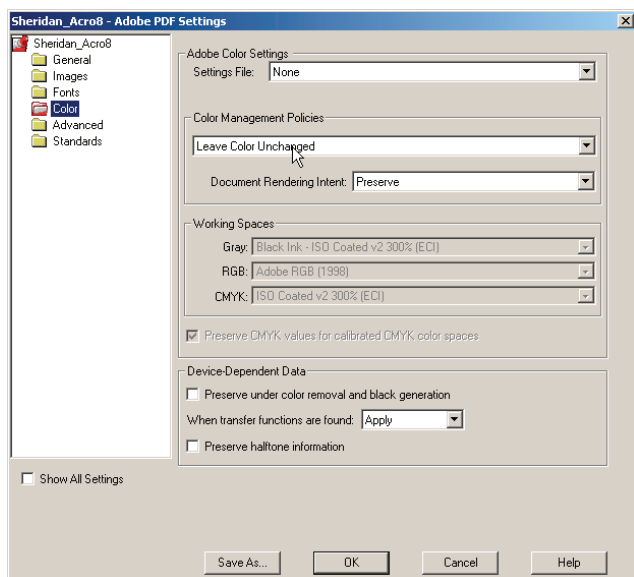 Sheridan_Acro8 - Adobe PDF Settings
Sheridan_Acro8
General
Images
Fonts
Color
Advanced
Standards
Show All Settings
Adobe Color Settings
Settings File: None
Color Management Policies
Leave Color Unchanged
Document Rendering Intent: Preserve
Working Spaces
Gray: Black Ink - ISO Coated v2 300% (ECI)
RGB: Adobe RGB (1998)
CMYK: ISO Coated v2 300% (ECI)
Preserve CMYK values for calibrated CMYK color spaces
Device-Dependent Data
Preserve under color removal and black generation
When transfer functions are found: Apply
Preserve halftone information
Save As... OK Cancel Help